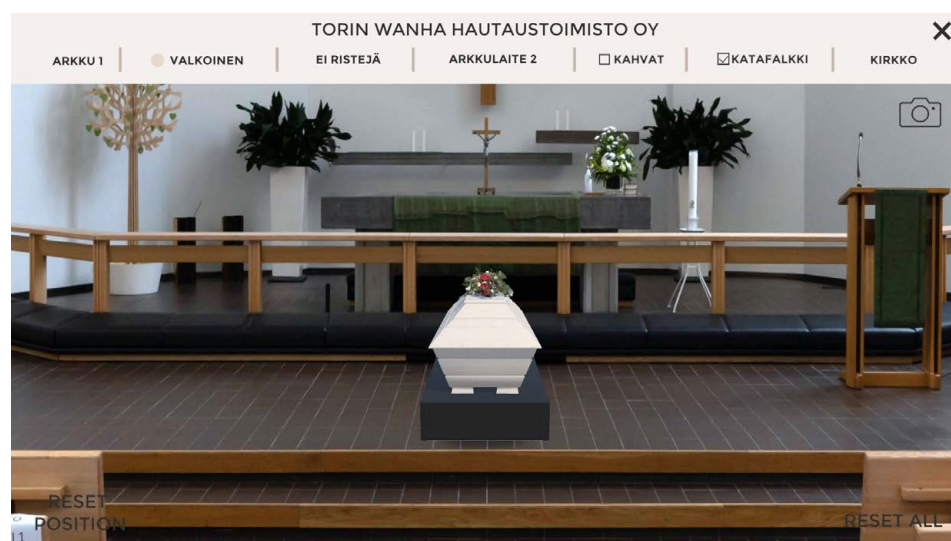 TORIN WANHA HAUTAUSTOIMISTO OY
ARKKU 1 VALKOINEN EI RISTEJÄ ARKKULAITE 2 KAHVAT KATAFALKKI KIRKKO
RESET
POSITION
RESET ALL